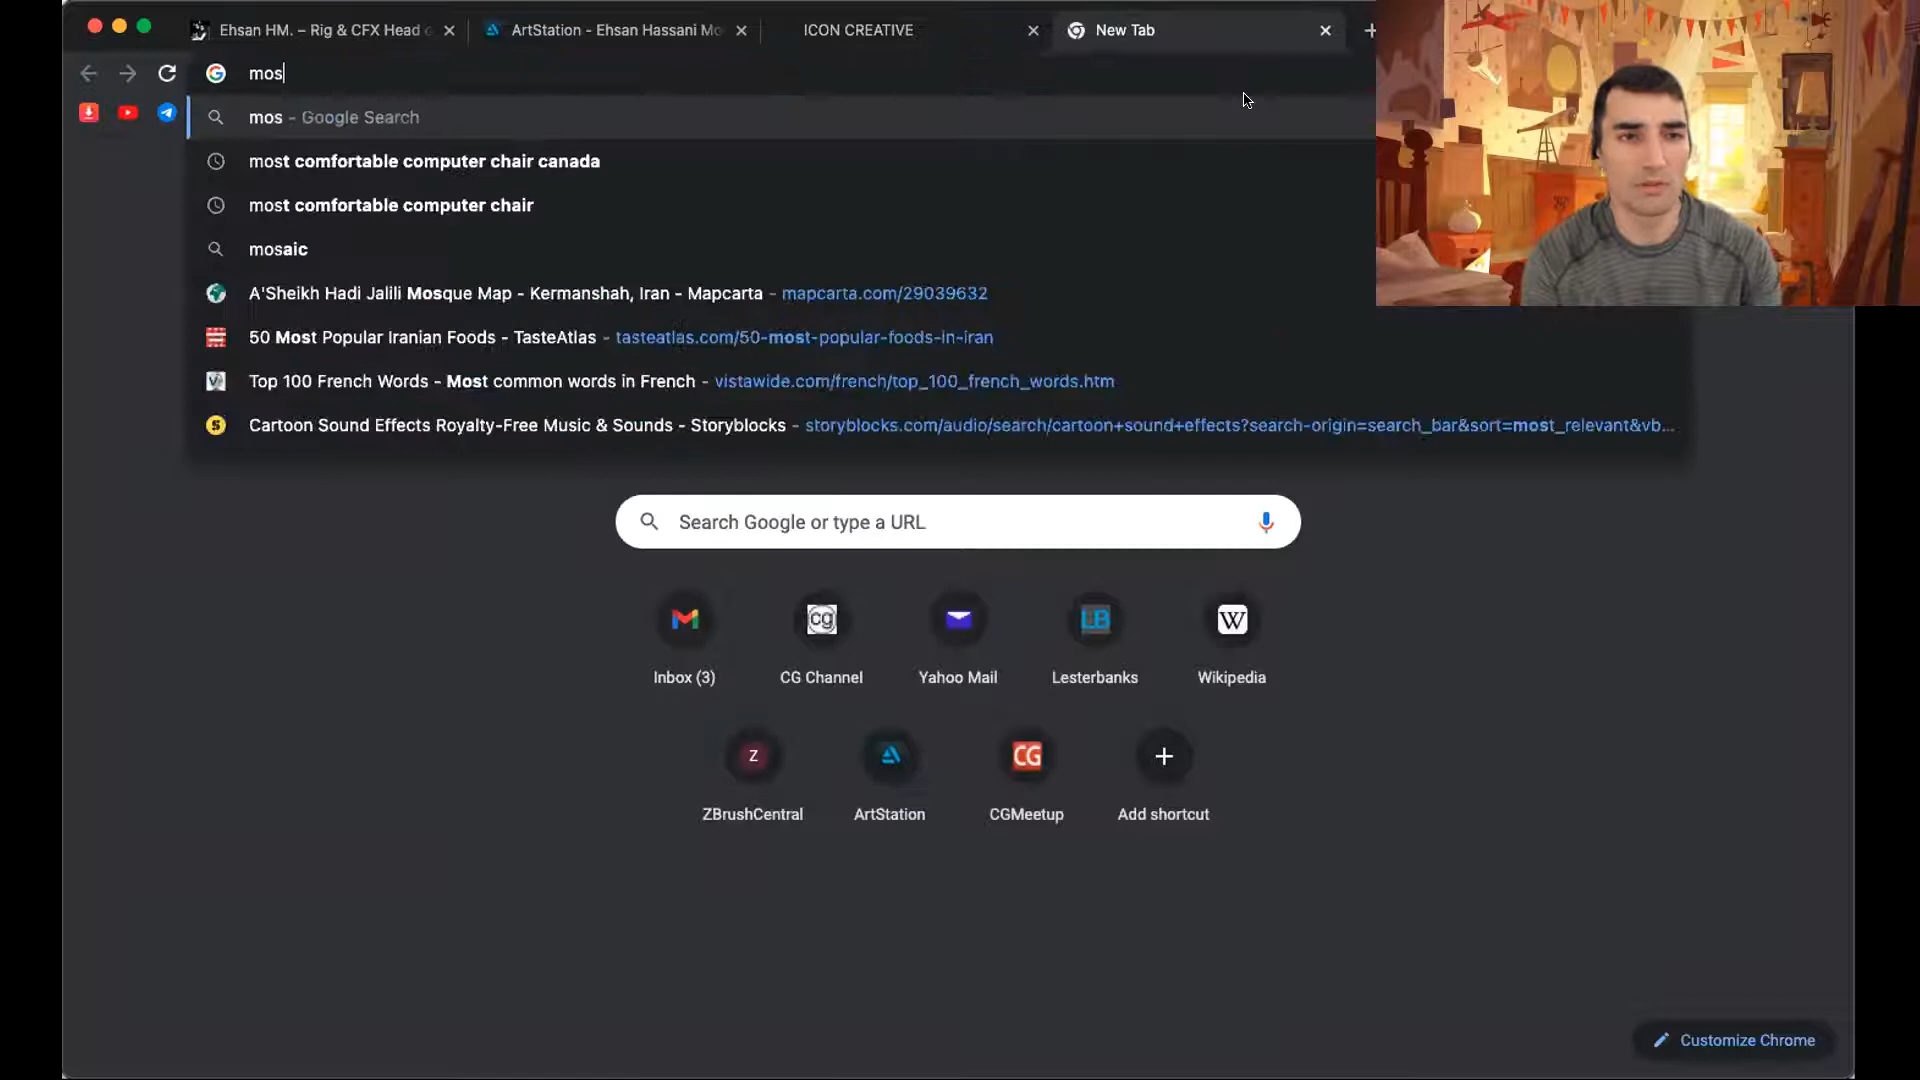 Ehsan HM. – Rig & CFX Head o
ArtStation - Ehsan Hassani Mo
ICON CREATIVE
New Tab
mos
mos - Google Search
most comfortable computer chair canada
most comfortable computer chair
mosaic
A'Sheikh Hadi Jalili Mosque Map - Kermanshah, Iran - Mapcarta - mapcarta.com/29039632
50 Most Popular Iranian Foods - TasteAtlas - tasteatlas.com/50-most-popular-foods-in-iran
Top 100 French Words - Most common words in French - vistawide.com/french/top_100_french_words.htm
Cartoon Sound Effects Royalty-Free Music & Sounds - Storyblocks - storyblocks.com/audio/search/cartoon+sound+effects?search-origin=search_bar&sort=most_relevant&vb...
Search Google or type a URL
cg LB W
Inbox (3) CG Channel Yahoo Mail Lesterbanks Wikipedia
Z CG
ZBrushCentral ArtStation CGMeetup Add shortcut
Customize Chrome